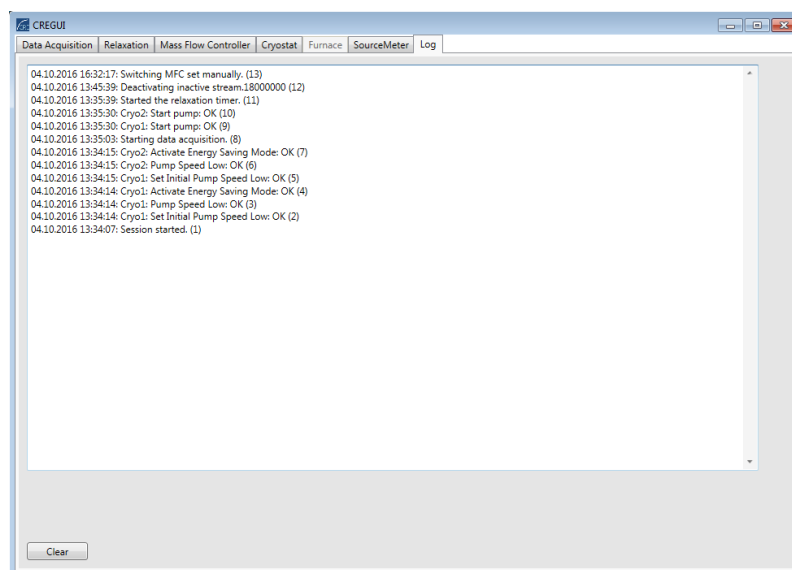 CREGUI
Data Acquisition Relaxation Mass Flow Controller Cryostat Furnace SourceMeter Log
04.10.2016 16:32:17: Switching MFC set manually. (13)
04.10.2016 13:45:39: Deactivating inactive stream.18000000 (12)
04.10.2016 13:35:39: Started the relaxation timer. (11)
04.10.2016 13:35:30: Cryo2: Start pump: OK (10)
04.10.2016 13:35:30: Cryo1: Start pump: OK (9)
04.10.2016 13:35:03: Starting data acquisition. (8)
04.10.2016 13:34:15: Cryo2: Activate Energy Saving Mode: OK (7)
04.10.2016 13:34:15: Cryo2: Pump Speed Low: OK (6)
04.10.2016 13:34:15: Cryo1: Set Initial Pump Speed Low: OK (5)
04.10.2016 13:34:14: Cryo1: Activate Energy Saving Mode: OK (4)
04.10.2016 13:34:14: Cryo1: Pump Speed Low: OK (3)
04.10.2016 13:34:14: Cryo1: Set Initial Pump Speed Low: OK (2)
04.10.2016 13:34:07: Session started. (1)
Clear